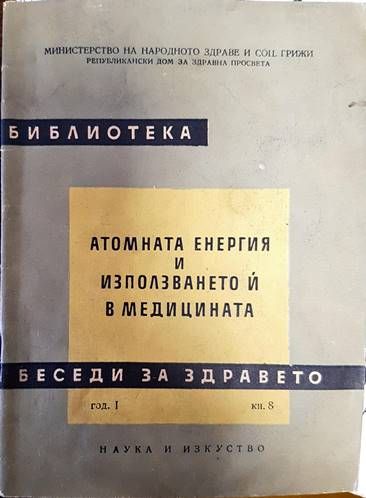 МИНИСТЕРСТВО НА НАРОДНОТО ЗДРАВЕ И СОЦ. ГРИЖИ
РЕПУБЛИКАНСКИ ДОМ ЗА ЗДРАВНА ПРОСВЕТА
БИБЛИОТЕКА
АТОМНАТА ЕНЕРГИЯ
И
ИЗПОЛЗВАНЕТО Ѝ
В МЕДИЦИНАТА
БЕСЕДИ ЗА ЗДРАВЕТО
год. I кн. 8
НАУКА И ИЗКУСТВО